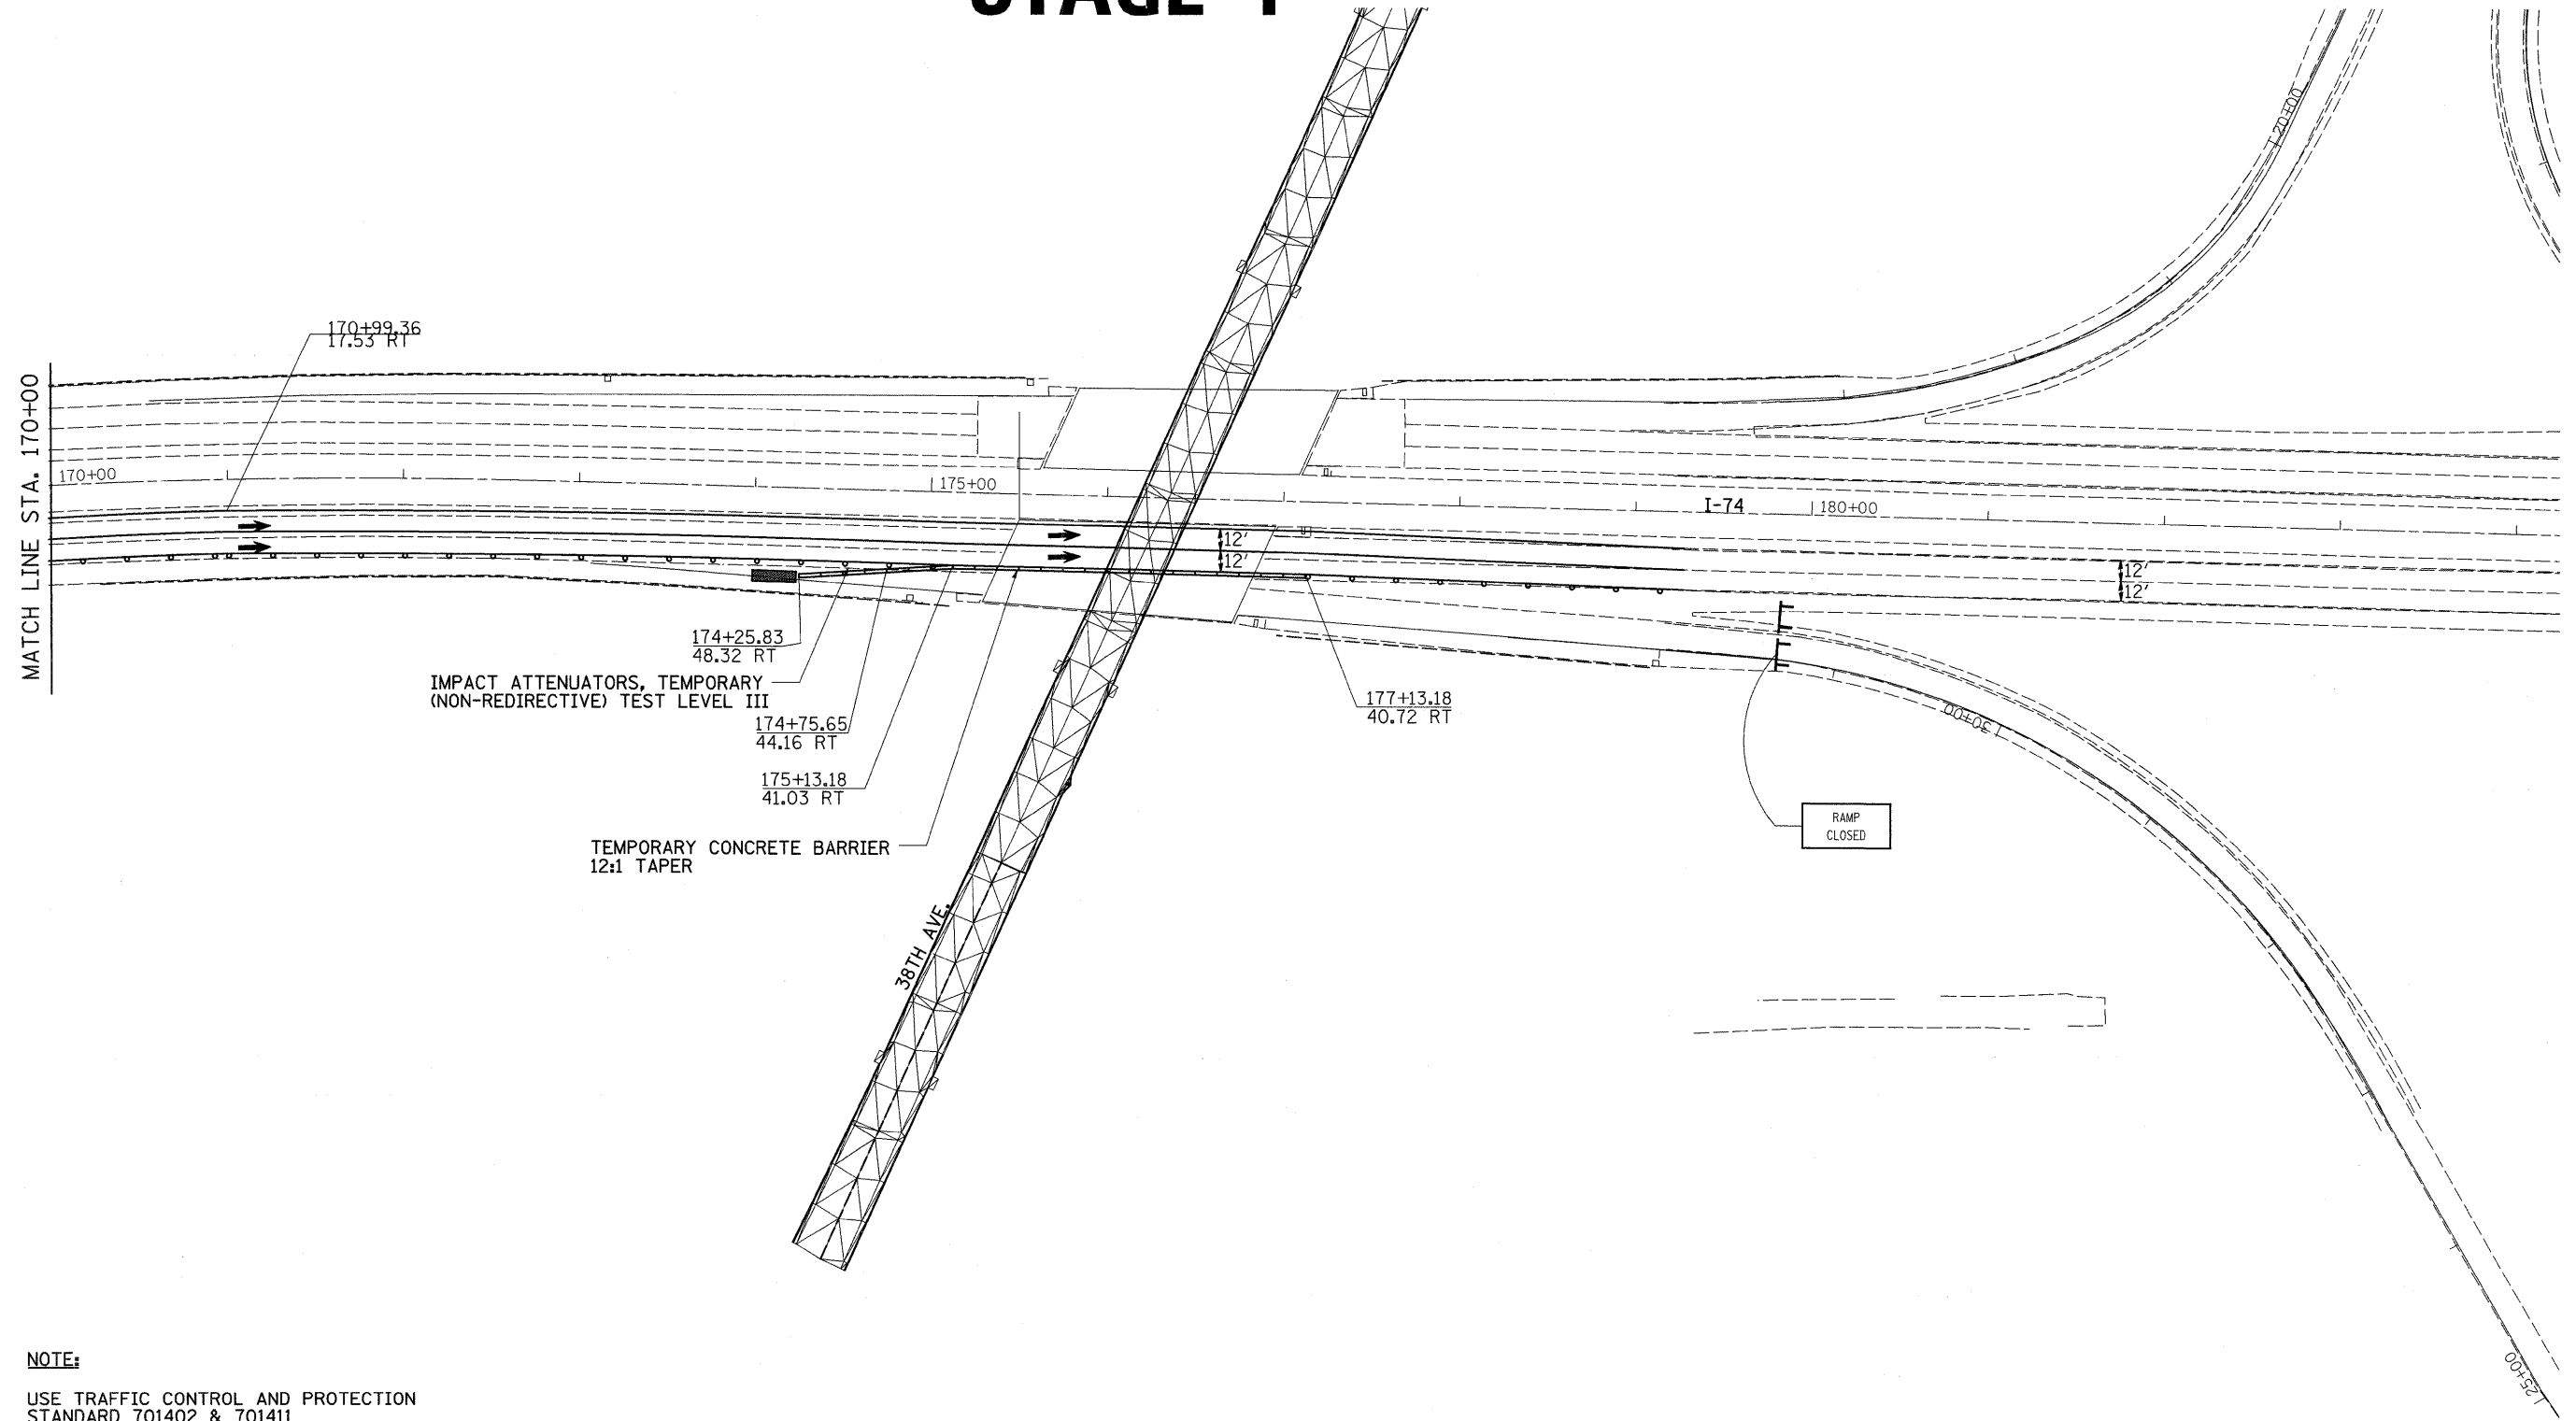 STAGE 1
20+00
170+99.36
17.53 RT
MATCH LINE STA. 170+00
170+00
175+00
I-74
180+00
12'
12'
12'
12'
174+25.83
48.32 RT
IMPACT ATTENUATORS, TEMPORARY
(NON-REDIRECTIVE) TEST LEVEL III
174+75.65
44.16 RT
177+13.18
40.72 RT
30+00
175+13.18
41.03 RT
RAMP
CLOSED
TEMPORARY CONCRETE BARRIER
12:1 TAPER
38TH AVE.
25+00
NOTE:
USE TRAFFIC CONTROL AND PROTECTION
STANDARD 701402 & 701411